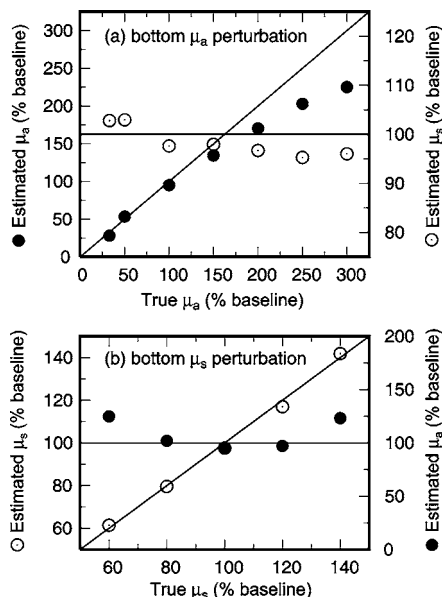 (a) bottom μa perturbation
● Estimated μa (% baseline)
300
250
200
150
100
50
0
120
110
100
90
80
⊙ Estimated μs (% baseline)
0 50 100 150 200 250 300
True μa (% baseline)
(b) bottom μs perturbation
⊙ Estimated μs (% baseline)
140
120
100
80
60
200
150
100
50
0
● Estimated μa (% baseline)
60 80 100 120 140
True μs (% baseline)